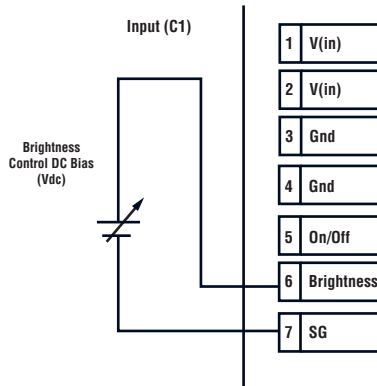 Input (C1)
Brightness
Control DC Bias
(Vdc)
1 V(in)
2 V(in)
3 Gnd
4 Gnd
5 On/Off
6 Brightness
7 SG